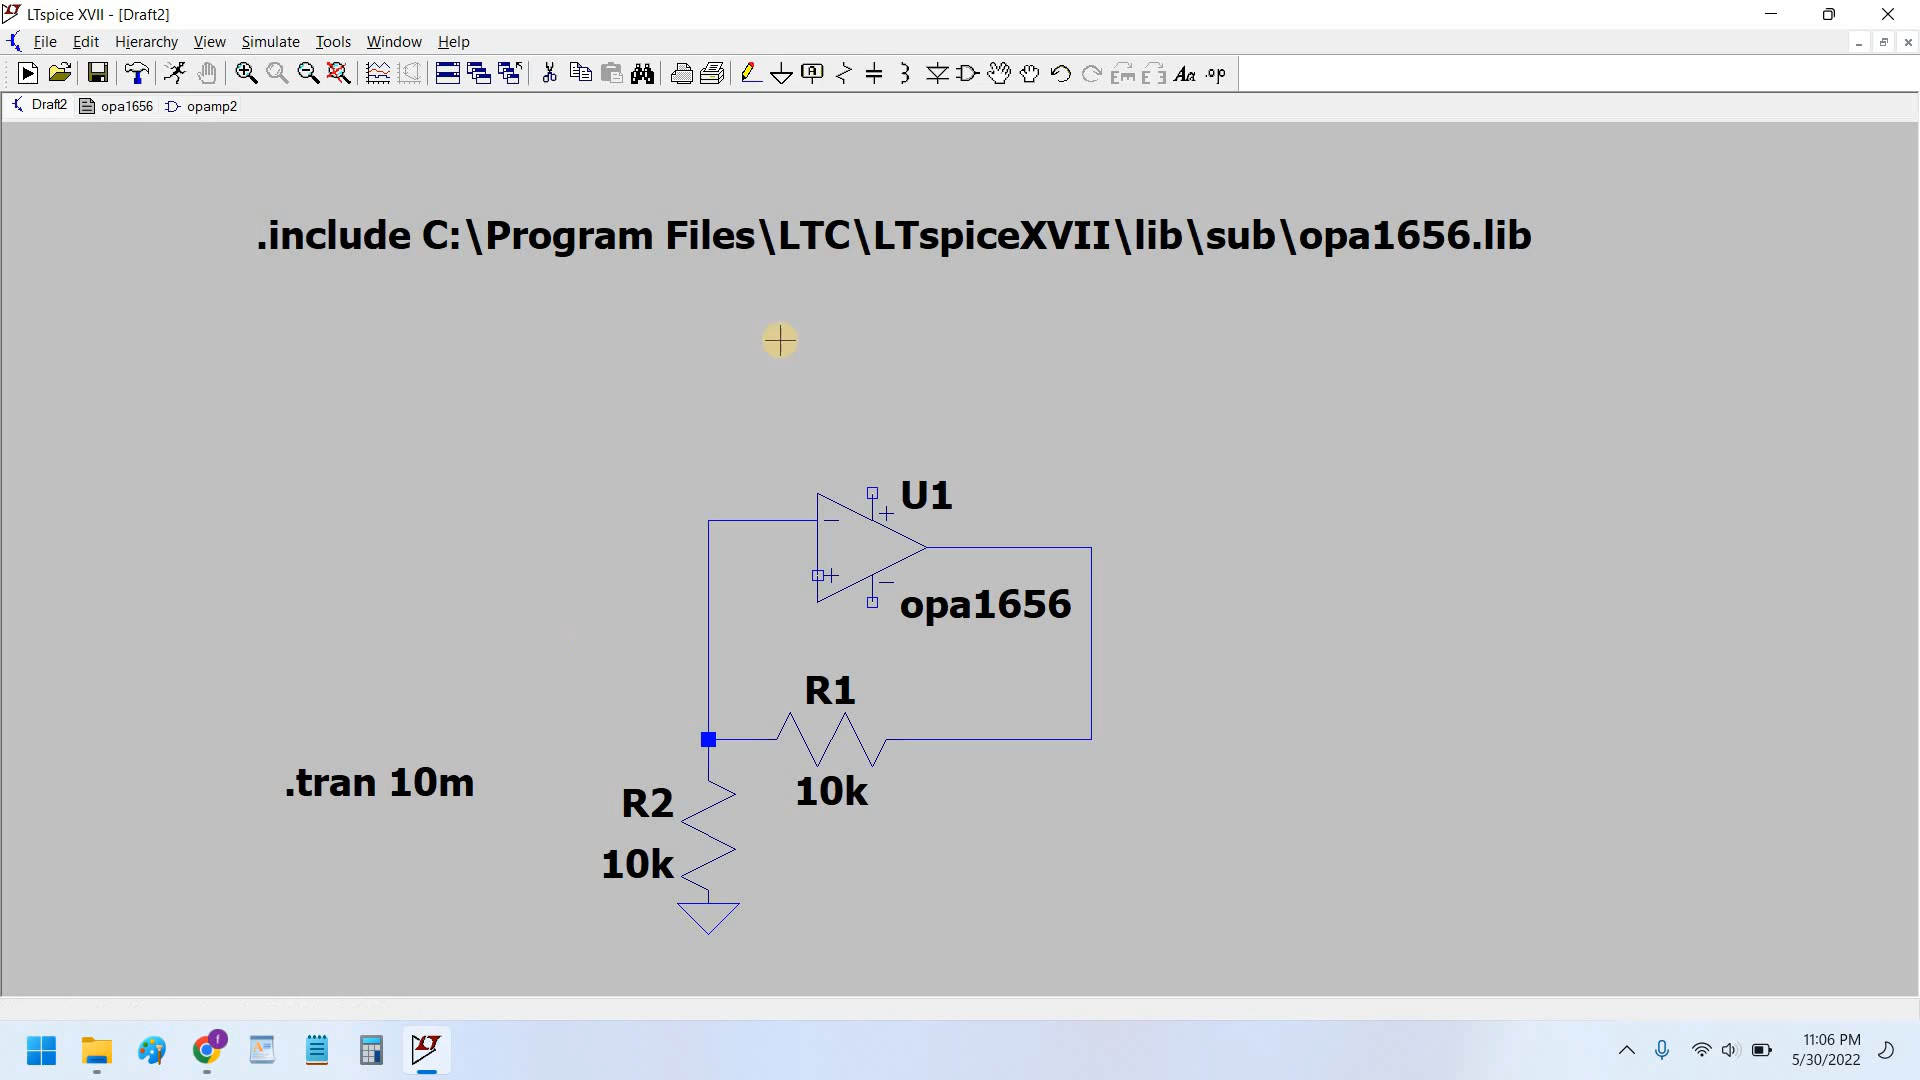 LTspice XVII - [Draft2]
File Edit Hierarchy View Simulate Tools Window Help
Draft2 opa1656 opamp2
.include C:\Program Files\LTC\LTspiceXVII\lib\sub\opa1656.lib
U1
opa1656
R1
10k
.tran 10m
R2
10k
11:06 PM
5/30/2022